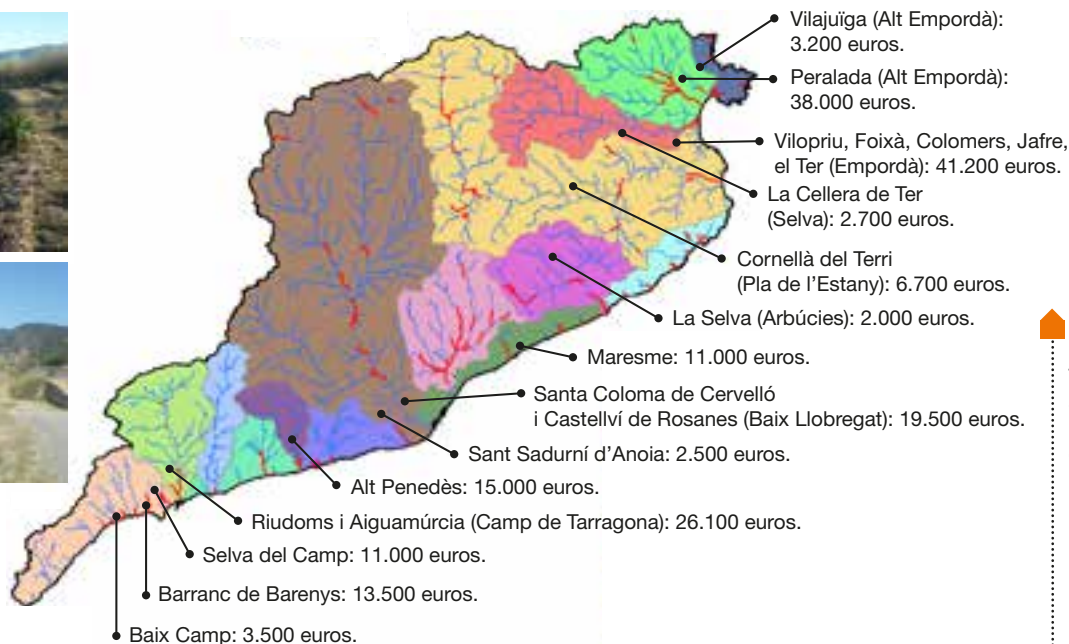 Vilajuïga (Alt Empordà):
3.200 euros.
Peralada (Alt Empordà):
38.000 euros.
Vilopriu, Foixà, Colomers, Jafre,
el Ter (Empordà): 41.200 euros.
La Cellera de Ter
(Selva): 2.700 euros.
Cornellà del Terri
(Pla de l'Estany): 6.700 euros.
La Selva (Arbúcies): 2.000 euros.
Maresme: 11.000 euros.
Santa Coloma de Cervelló
i Castellví de Rosanes (Baix Llobregat): 19.500 euros.
Sant Sadurní d'Anoia: 2.500 euros.
Alt Penedès: 15.000 euros.
Riudoms i Aiguamúrcia (Camp de Tarragona): 26.100 euros.
Selva del Camp: 11.000 euros.
Barranc de Barenys: 13.500 euros.
Baix Camp: 3.500 euros.